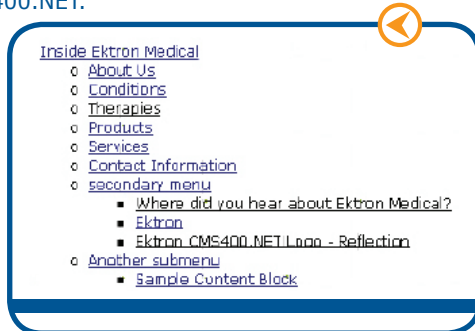 400.NET.
Inside Ektron Medical
o About Us
o Conditions
o Therapies
o Products
o Services
o Contact Information
o secondary menu
▪ Where did you hear about Ektron Medical?
▪ Ektron
▪ Ektron CMS400.NET Logo - Reflection
o Another submenu
▪ Sample Content Block